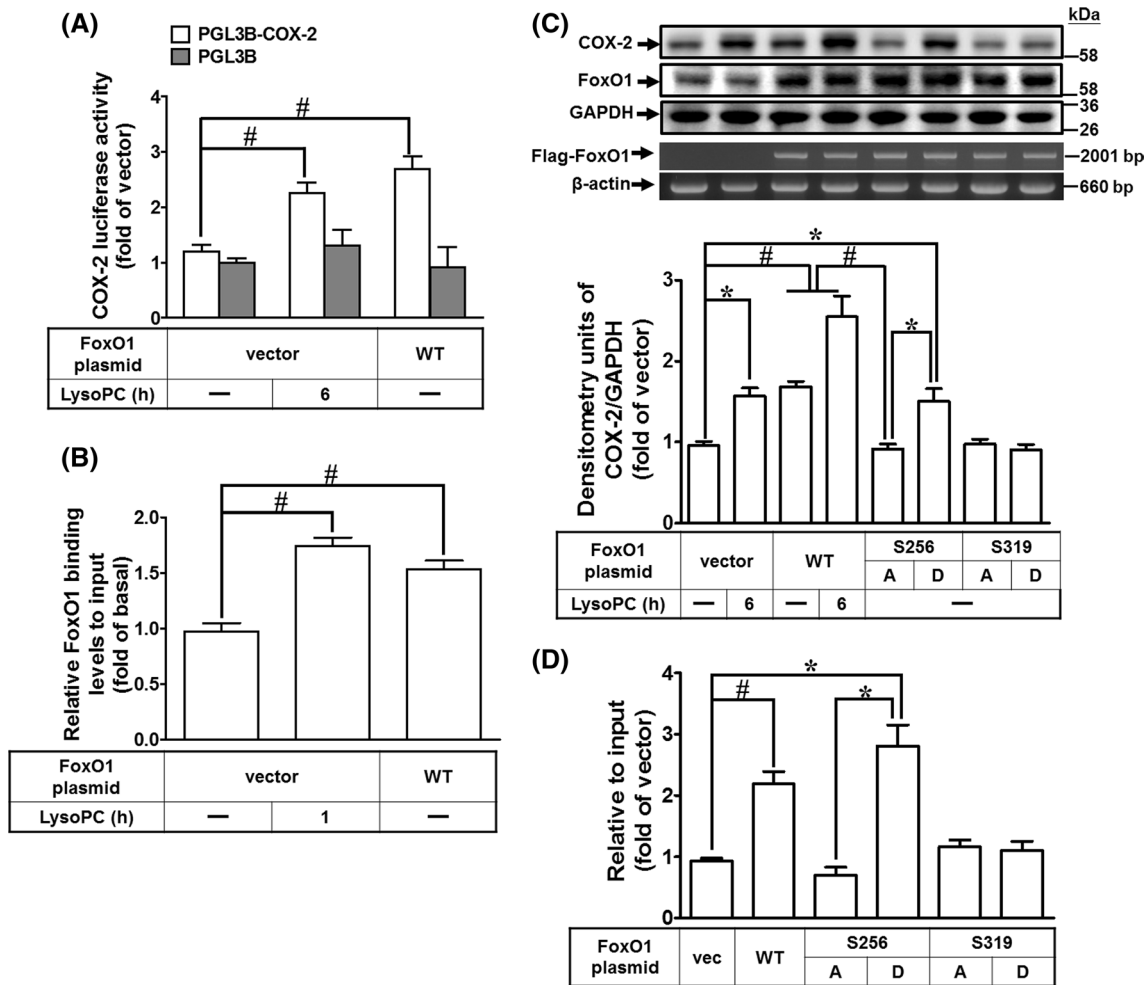 (A)
PGL3B-COX-2
PGL3B
COX-2 luciferase activity
(fold of vector)
4
3
2
1
0
#
#
FoxO1
plasmid
vector
WT
LysoPC (h)
—
6
—
(B)
Relative FoxO1 binding
levels to input
(fold of basal)
2.0
1.5
1.0
0.5
0.0
#
#
FoxO1
plasmid
vector
WT
LysoPC (h)
—
1
—
(C)
kDa
COX-2
58
FoxO1
58
GAPDH
36
26
Flag-FoxO1
2001 bp
β-actin
660 bp
Densitometry units of
COX-2/GAPDH
(fold of vector)
3
2
1
0
*
#
#
*
*
FoxO1
plasmid
vector
WT
S256
S319
A
D
A
D
LysoPC (h)
—
6
—
6
—
(D)
Relative to input
(fold of vector)
4
3
2
1
0
*
#
*
FoxO1
plasmid
vec
WT
S256
S319
A
D
A
D